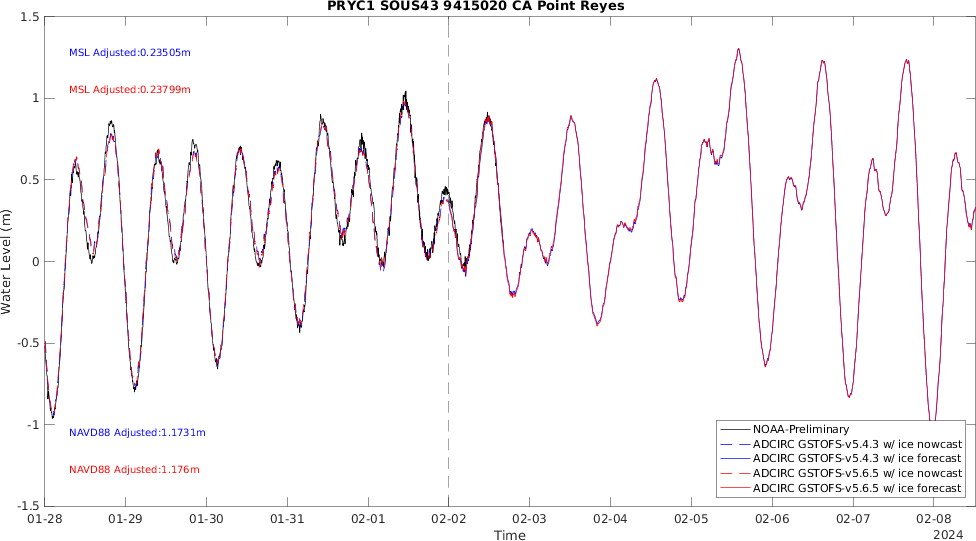 PRYC1 SOUS43 9415020 CA Point Reyes
MSL Adjusted:0.23505m
MSL Adjusted:0.23799m
NAVD88 Adjusted:1.1731m
NAVD88 Adjusted:1.176m
Water Level (m)
1.5
1
0.5
0
-0.5
-1
-1.5
NOAA-Preliminary
ADCIRC GSTOFS-v5.4.3 w/ ice nowcast
ADCIRC GSTOFS-v5.4.3 w/ ice forecast
ADCIRC GSTOFS-v5.6.5 w/ ice nowcast
ADCIRC GSTOFS-v5.6.5 w/ ice forecast
01-28 01-29 01-30 01-31 02-01 02-02 02-03 02-04 02-05 02-06 02-07 02-08
Time
2024